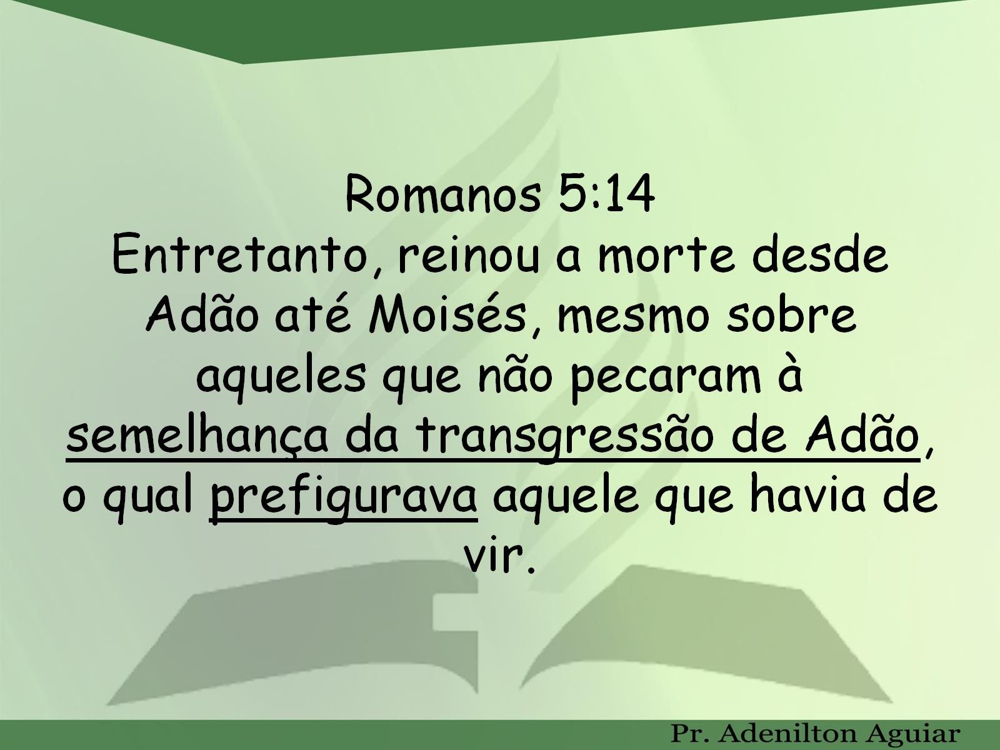 Romanos 5:14
Entretanto, reinou a morte desde
Adão até Moisés, mesmo sobre
aqueles que não pecaram à
semelhança da transgressão de Adão,
o qual prefigurava aquele que havia de
vir.
Pr. Adenilton Aguiar